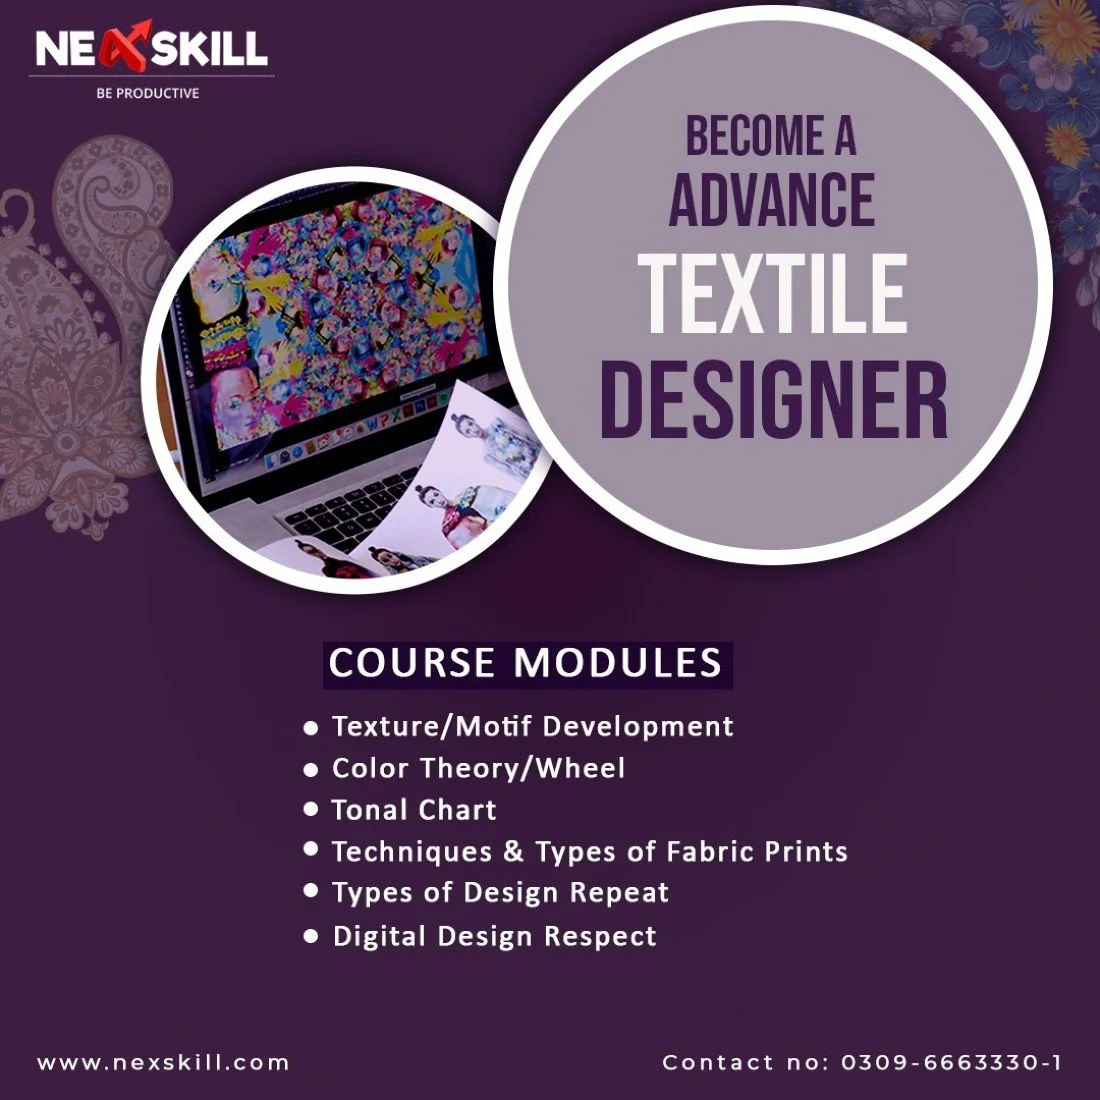 NEXSKILL
BE PRODUCTIVE
BECOME A
ADVANCE
TEXTILE
DESIGNER
COURSE MODULES
Texture/Motif Development
Color Theory/Wheel
Tonal Chart
Techniques & Types of Fabric Prints
Types of Design Repeat
Digital Design Respect
www.nexskill.com
Contact no: 0309-6663330-1